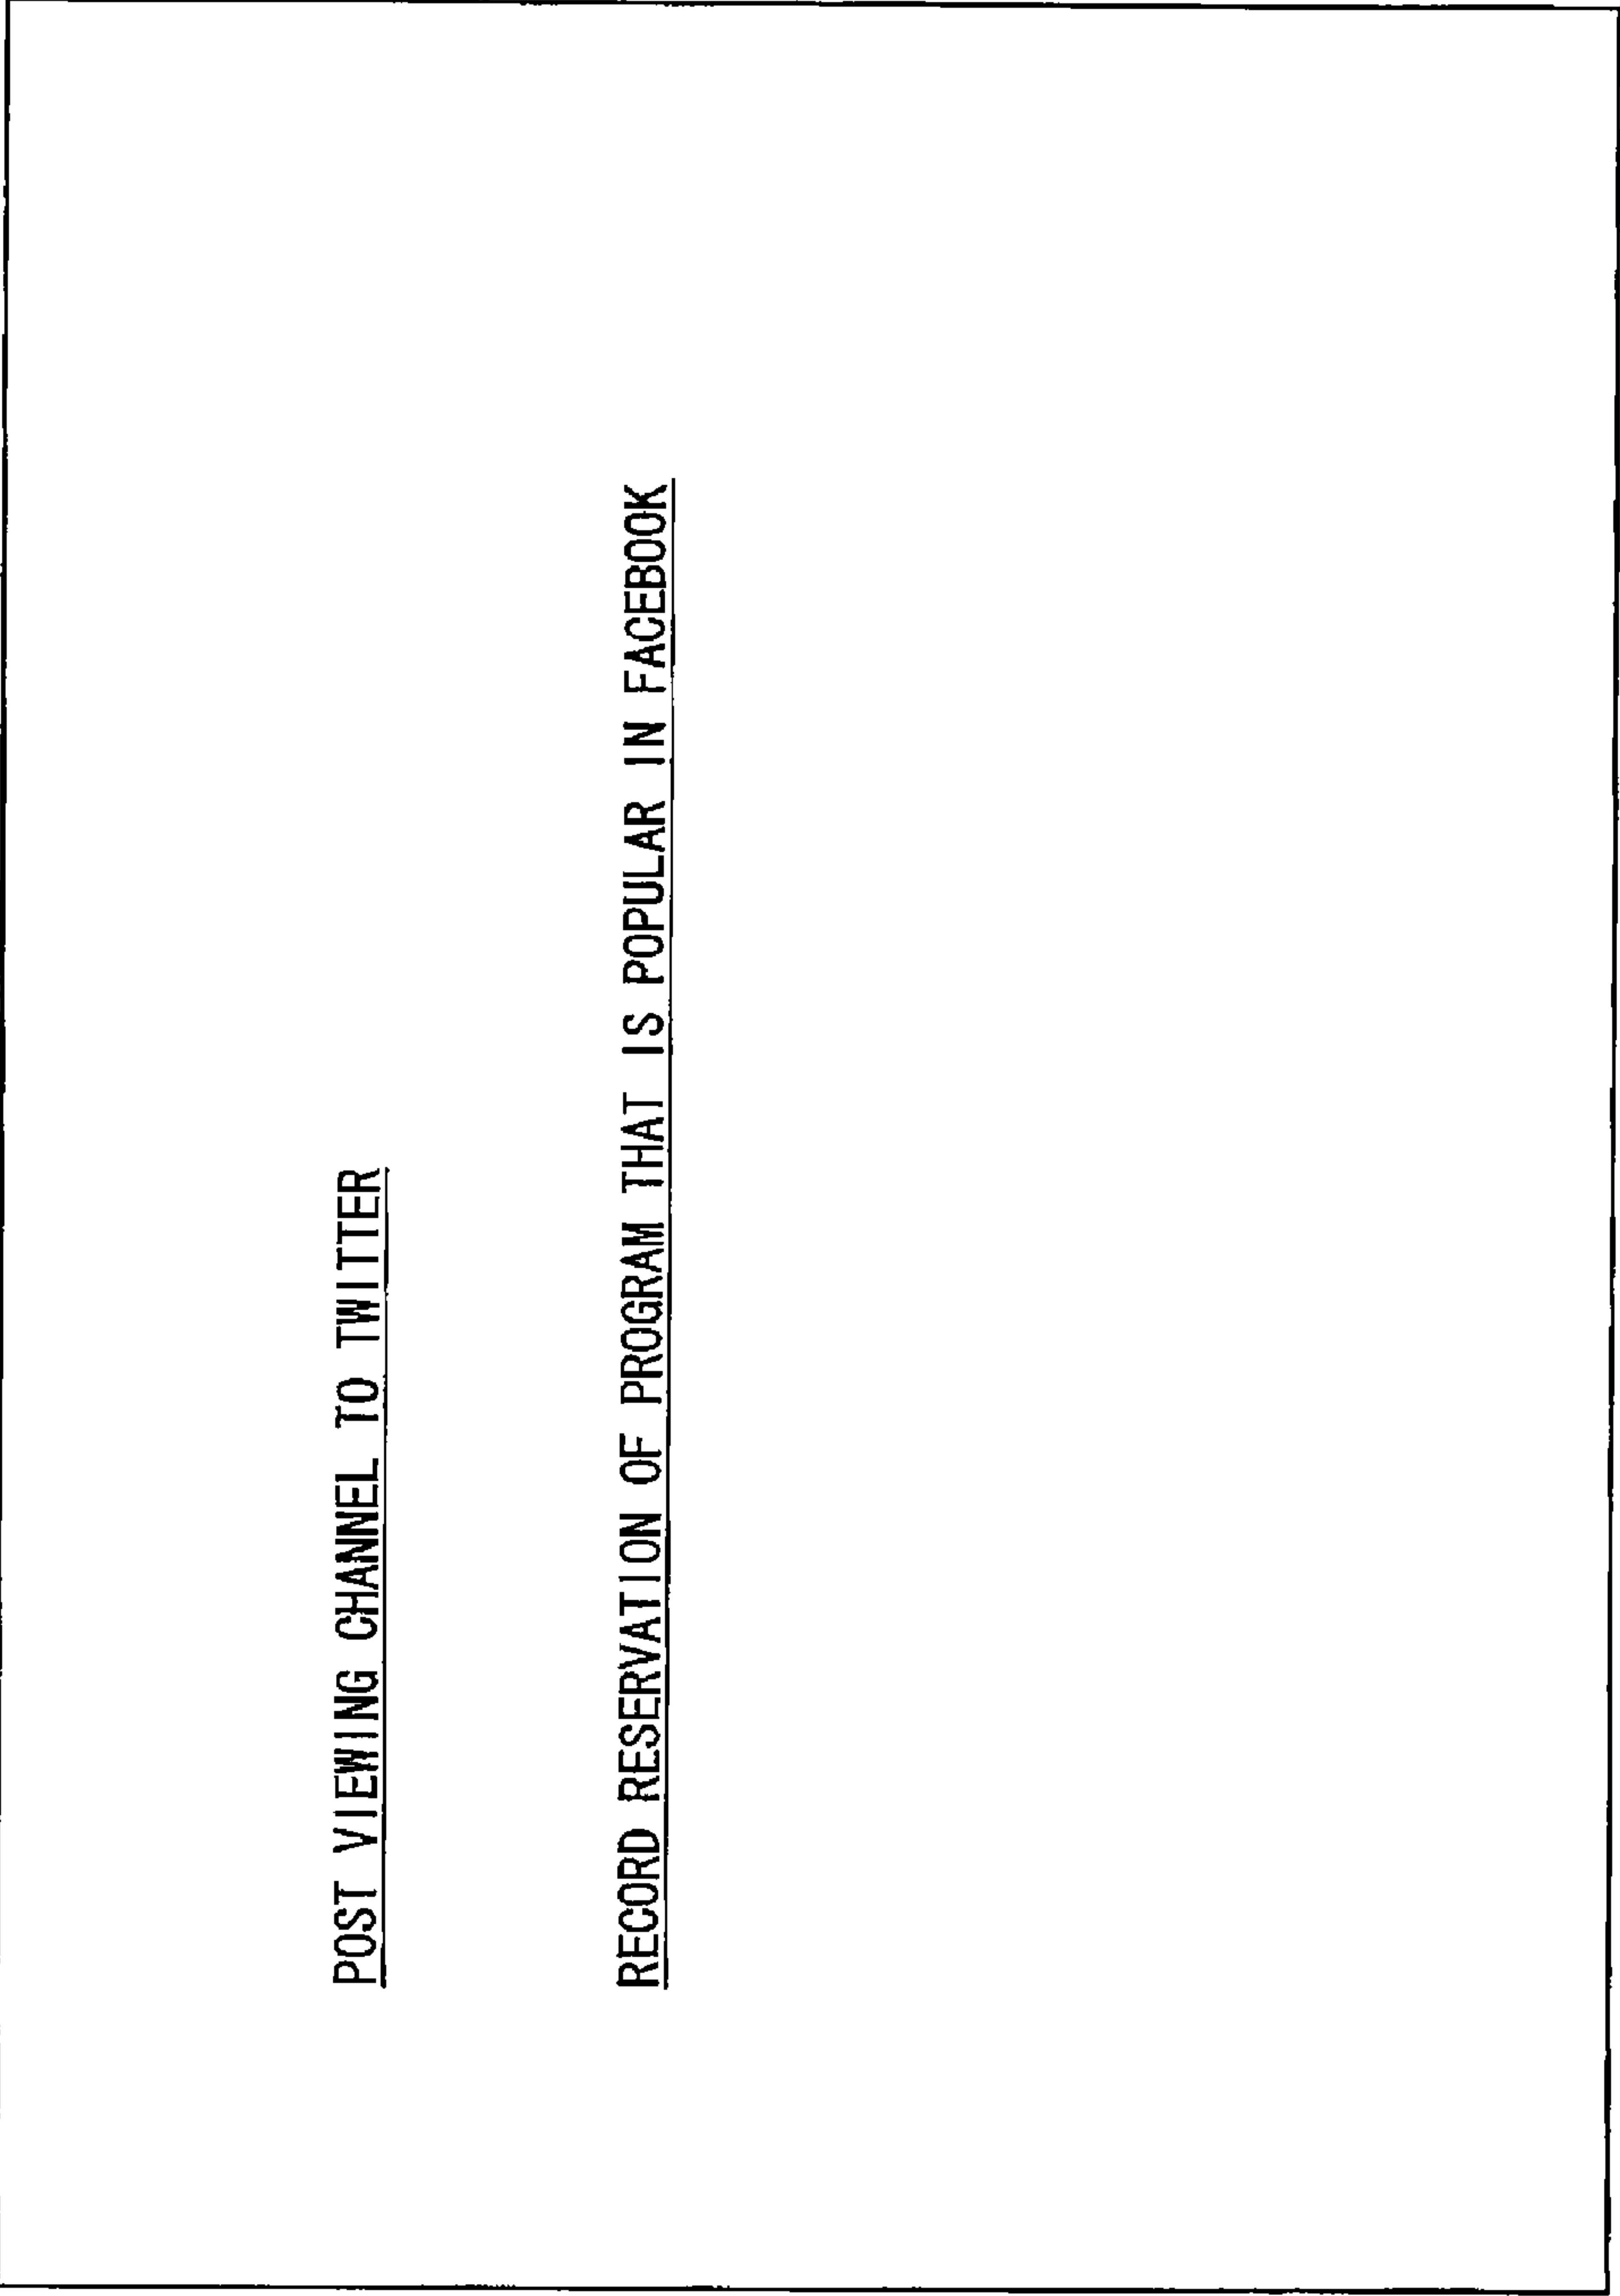 POST VIEWING CHANNEL TO TWITTER
RECORD RESERVATION OF PROGRAM THAT IS POPULAR IN FACEBOOK